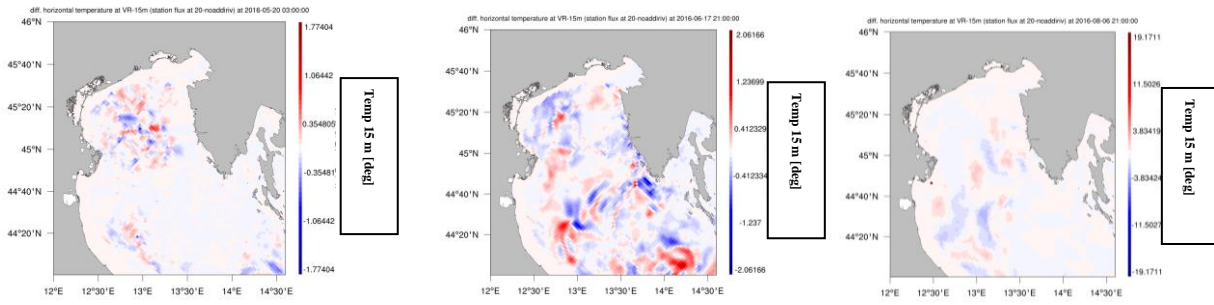 diff. horizontal temperature at VR-15m (station flux at 20-noaddiriv) at 2016-05-20 03:00:00
46°N
45°40'N
45°20'N
45°N
44°40'N
44°20'N
12°E 12°30'E 13°E 13°30'E 14°E 14°30'E
1.77404
1.06442
0.354805
-0.35481
-1.06442
-1.77404
Temp 15 m [deg]
diff. horizontal temperature at VR-15m (station flux at 20-noaddiriv) at 2016-06-17 21:00:00
46°N
45°40'N
45°20'N
45°N
44°40'N
44°20'N
12°E 12°30'E 13°E 13°30'E 14°E 14°30'E
2.06166
1.23699
0.412329
-0.412334
-1.237
-2.06166
Temp 15 m [deg]
diff. horizontal temperature at VR-15m (station flux at 20-noaddiriv) at 2016-08-06 21:00:00
46°N
45°40'N
45°20'N
45°N
44°40'N
44°20'N
12°E 12°30'E 13°E 13°30'E 14°E 14°30'E
19.1711
11.5026
3.83419
-3.83424
-11.5027
-19.1711
Temp 15 m [deg]